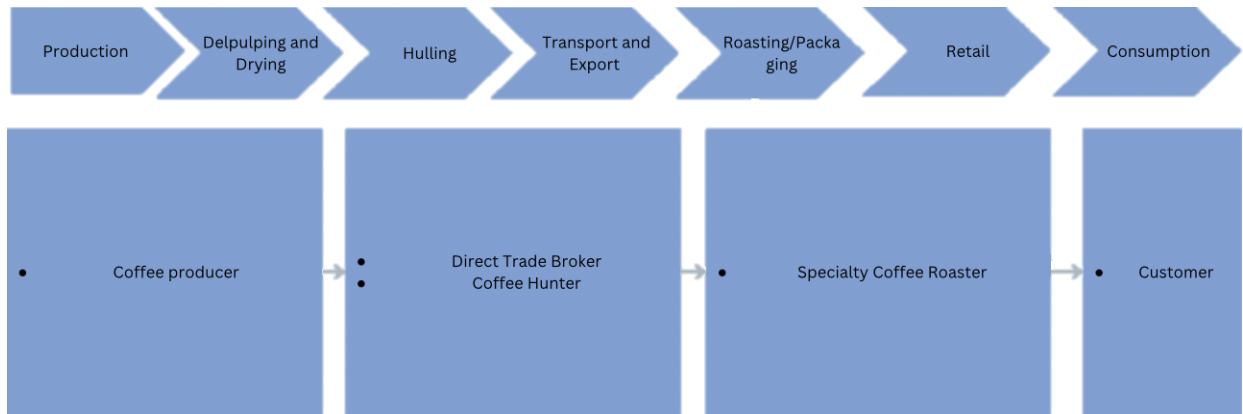 Production
Delpulping and
Drying
Hulling
Transport and
Export
Roasting/Packa
ging
Retail
Consumption
• Coffee producer
• Direct Trade Broker
• Coffee Hunter
• Specialty Coffee Roaster
• Customer